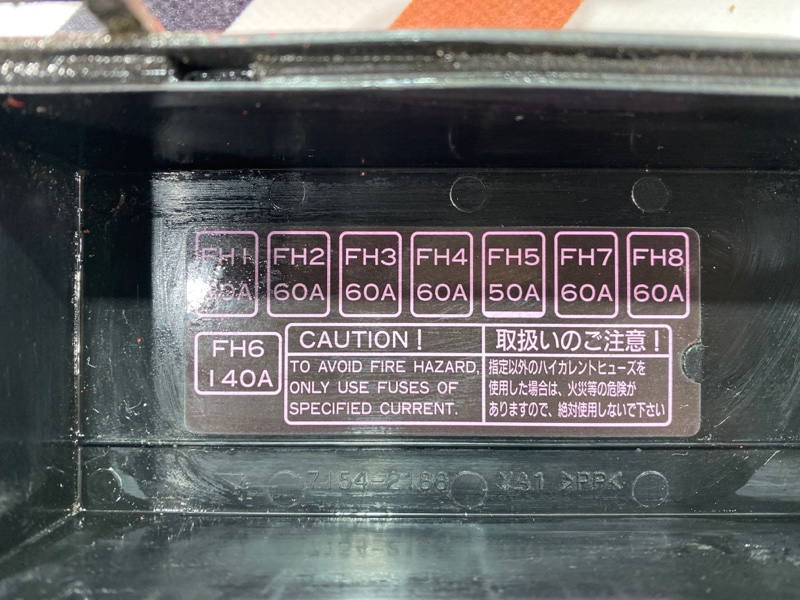 FH1 FH2 FH3 FH4 FH5 FH7 FH8
60A 60A 60A 50A 60A 60A
FH6
140A
CAUTION!
TO AVOID FIRE HAZARD,
ONLY USE FUSES OF
SPECIFIED CURRENT.
取扱いのご注意!
指定以外のハイカレントヒューズを
使用した場合は、火災等の危険が
ありますので、絶対使用しないで下さい
7154-2188 >PP<